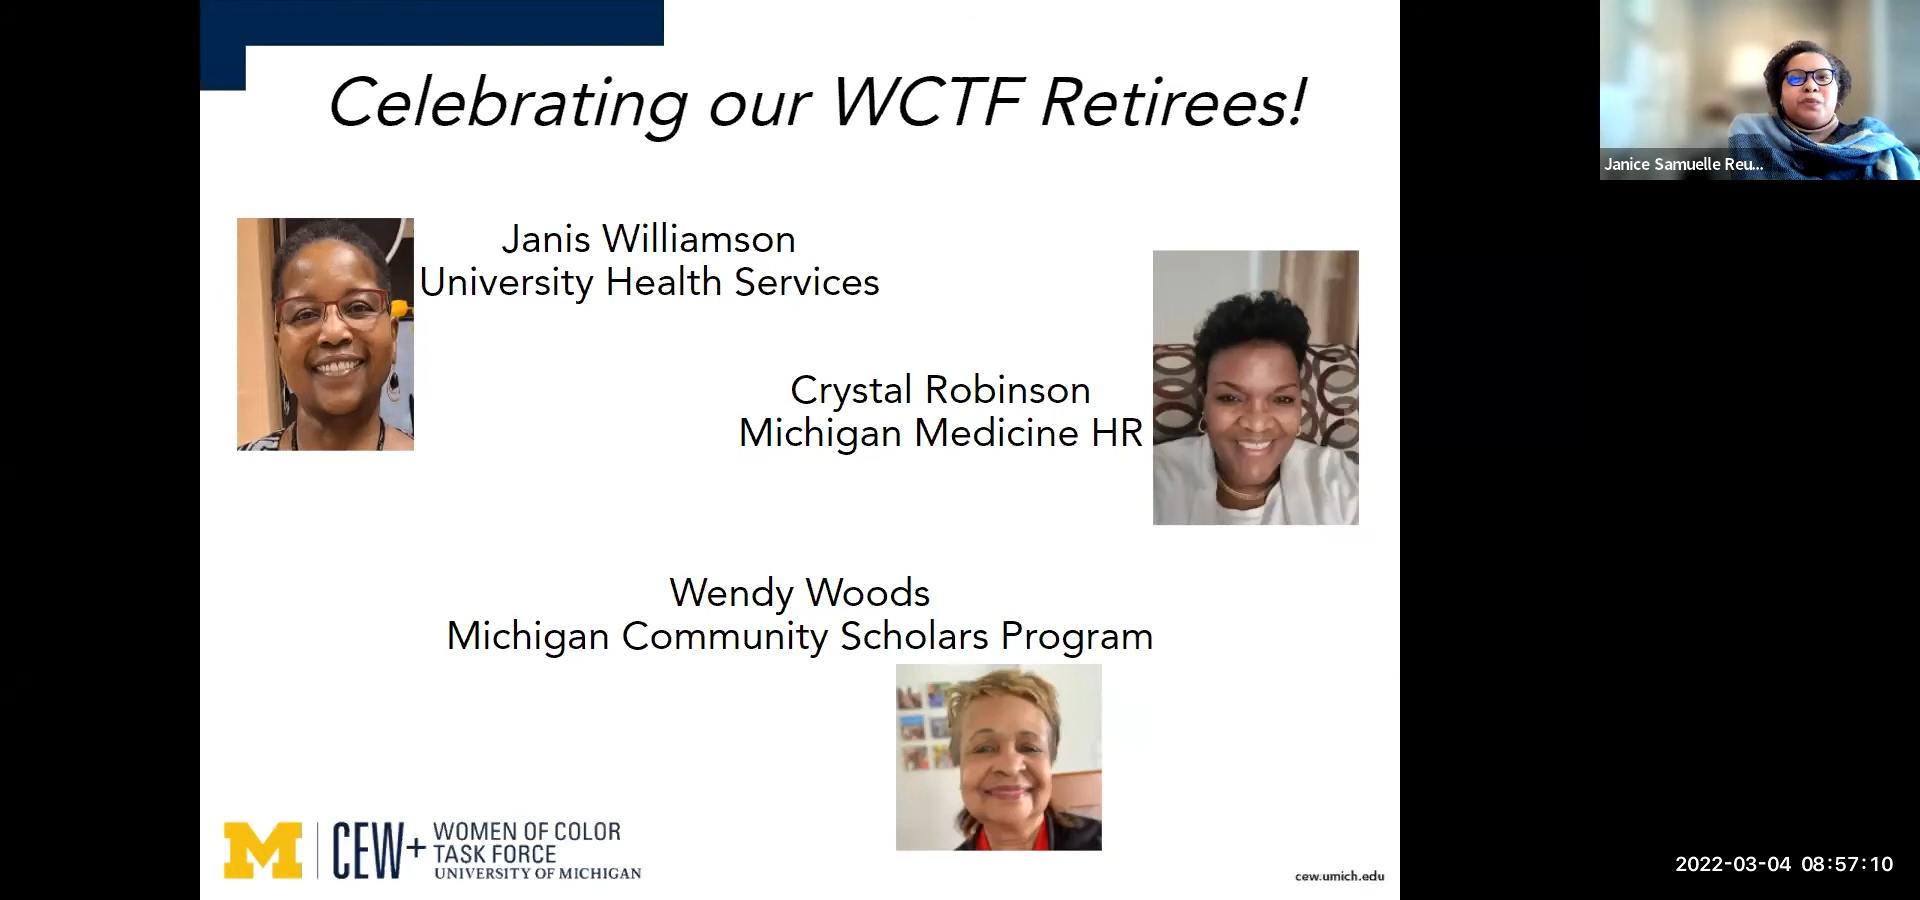 Celebrating our WCTF Retirees!
Janice Samuelle Reu...
Janis Williamson
University Health Services
Crystal Robinson
Michigan Medicine HR
Wendy Woods
Michigan Community Scholars Program
M
CEW+
WOMEN OF COLOR
TASK FORCE
UNIVERSITY OF MICHIGAN
cew.umich.edu
2022-03-04 08:57:10